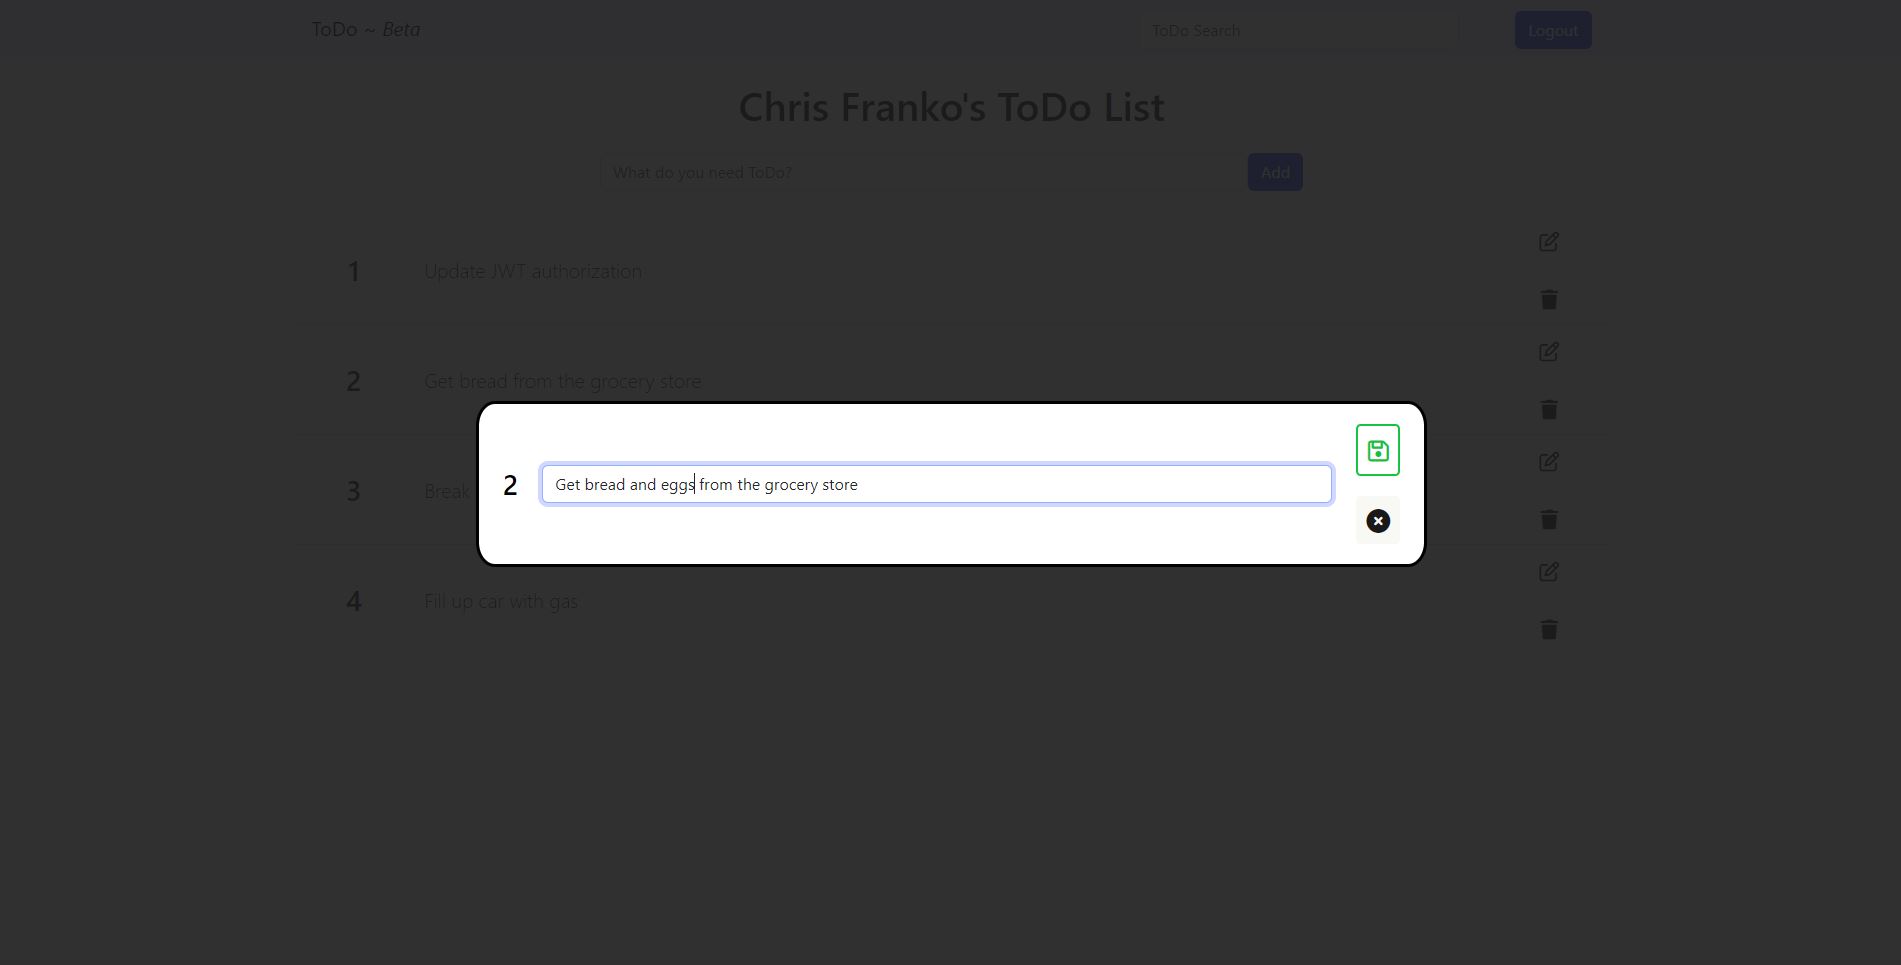 ToDo ~ Beta
ToDo Search
Logout
Chris Franko's ToDo List
What do you need ToDo?
Add
1 Update JWT authorization
2 Get bread from the grocery store
2 Get bread and eggs from the grocery store
3 Break
4 Fill up car with gas